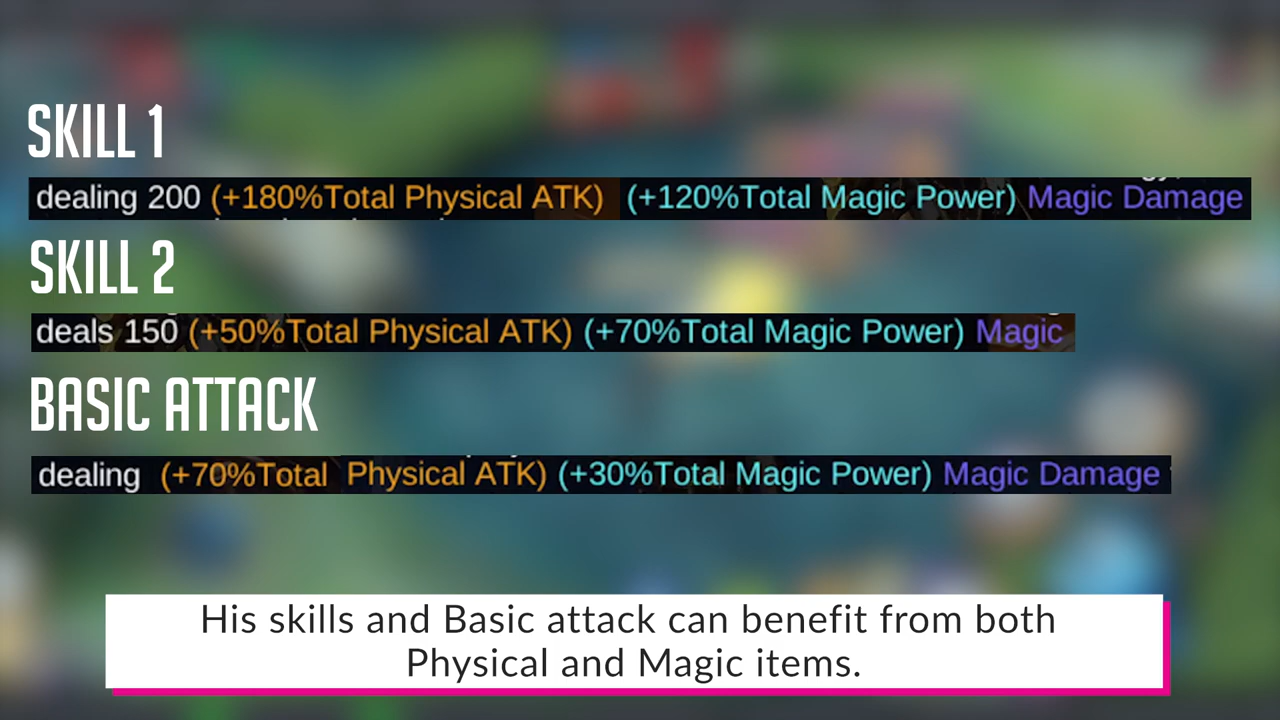 SKILL 1
dealing 200 (+180%Total Physical ATK) (+120%Total Magic Power) Magic Damage
SKILL 2
deals 150 (+50%Total Physical ATK) (+70%Total Magic Power) Magic
BASIC ATTACK
dealing (+70%Total Physical ATK) (+30%Total Magic Power) Magic Damage
His skills and Basic attack can benefit from both
Physical and Magic items.